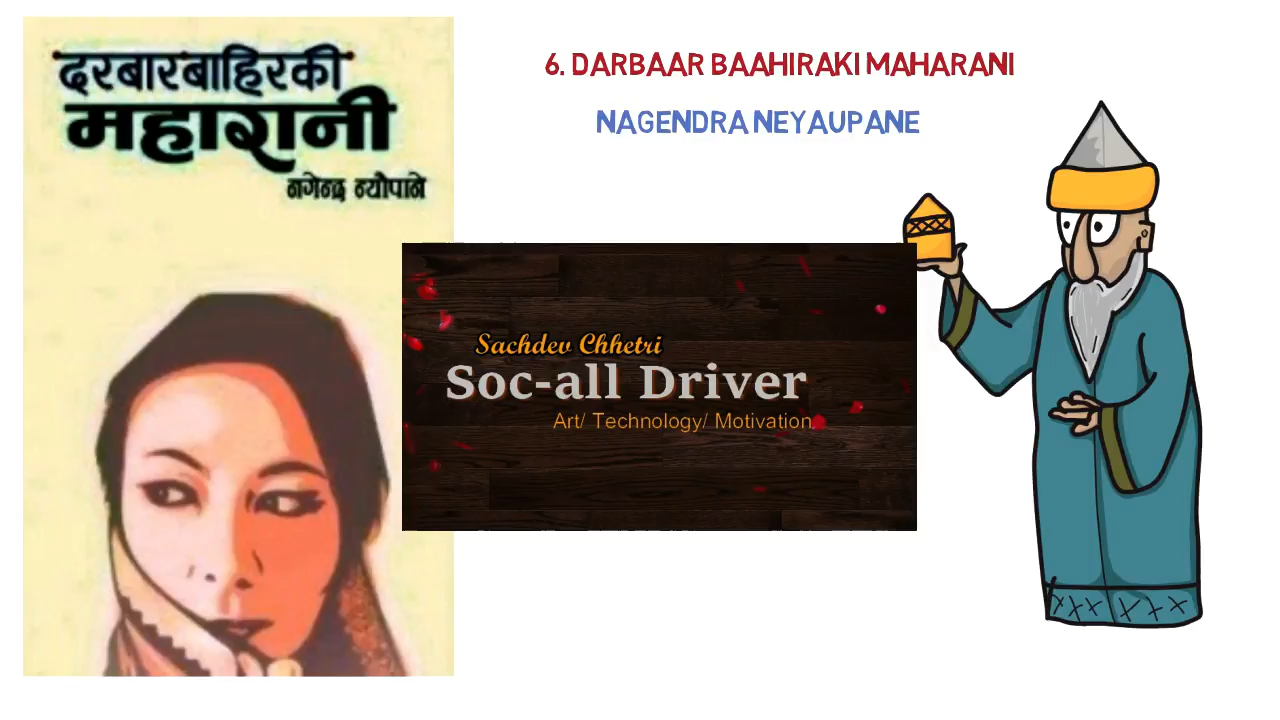 दरबारबाहिरकी
महारानी
नगेन्द्र न्यौपाने
6. DARBAAR BAAHIRAKI MAHARANI
NAGENDRA NEYAUPANE
Sachdev Chhetri
Soc-all Driver
Art/ Technology/ Motivation